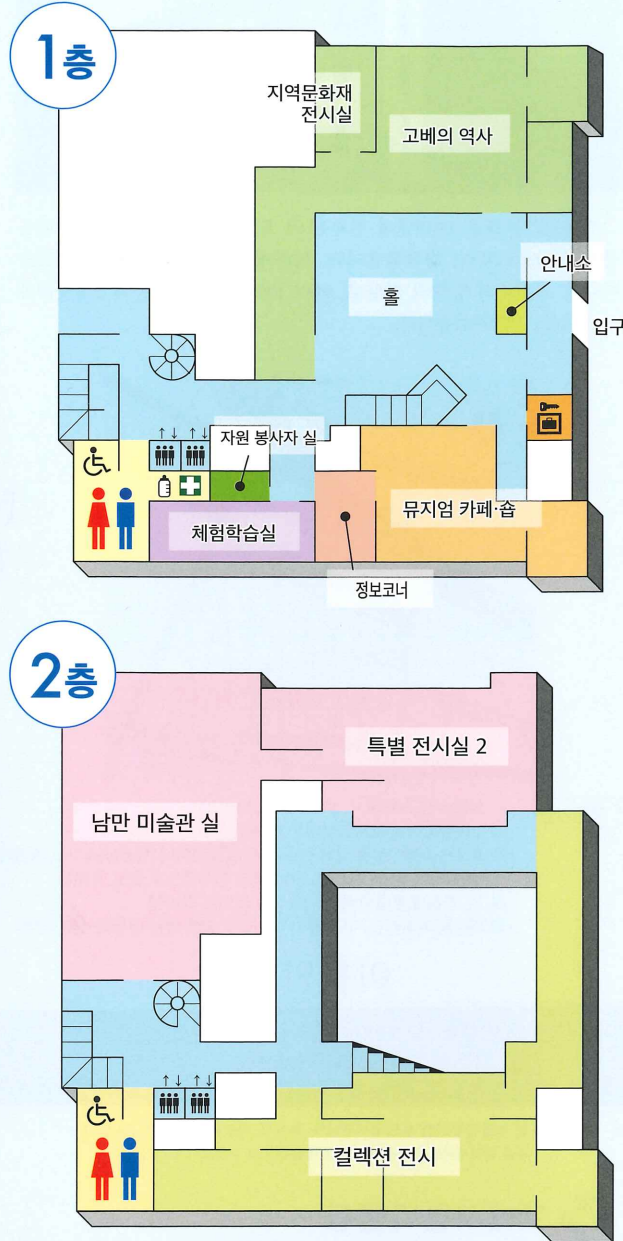 1층
지역문화재
전시실
고베의 역사
안내소
홀
입구
자원 봉사자 실
뮤지엄 카페·숍
체험학습실
정보코너
2층
특별 전시실 2
남만 미술관 실
컬렉션 전시